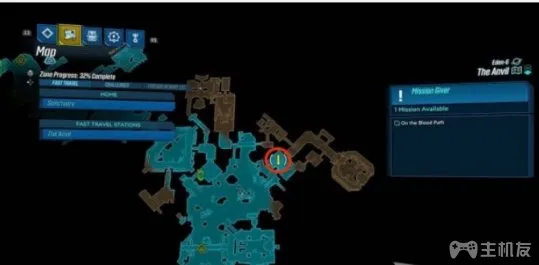 Map
Zone Progress: 32% Complete
FAST TRAVEL
CHALLENGES
HOME
Sanctuary
FAST TRAVEL STATIONS
The Anvil
Eden-6
The Anvil
Mission Giver
1 Mission Available
On the Blood Path
主机友